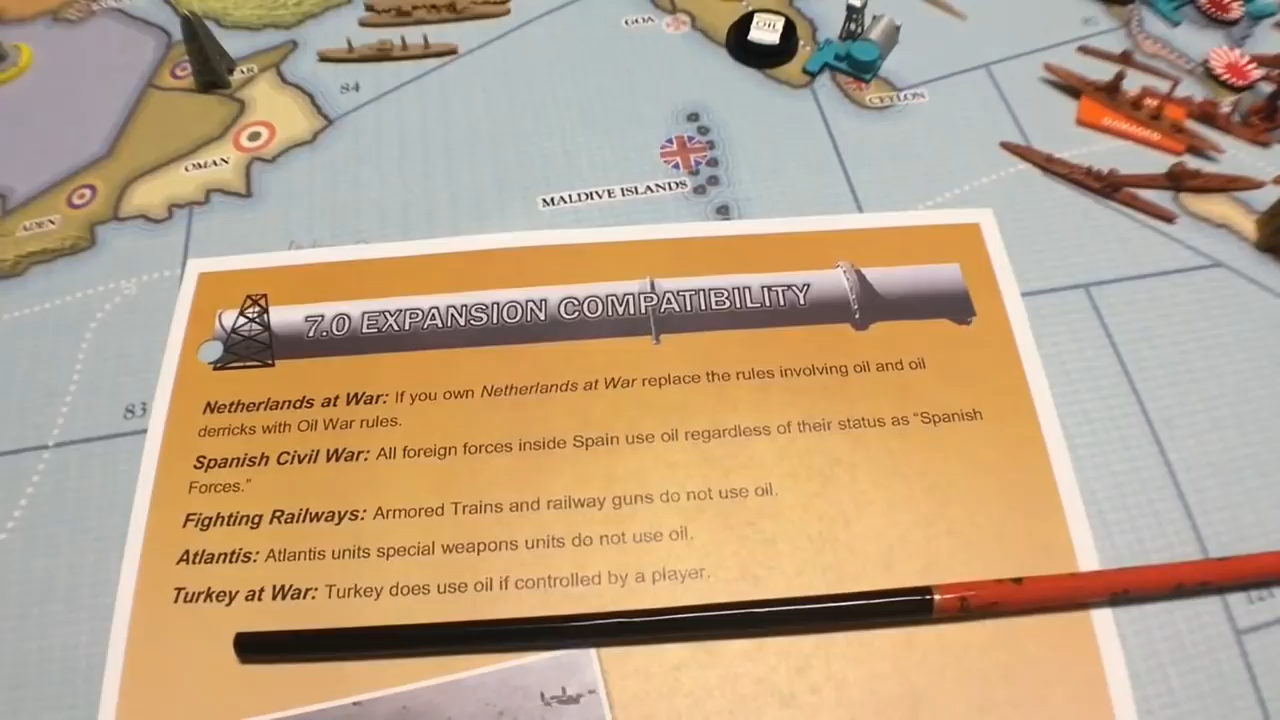 GOA
OIL
84
CEYLON
DAMAGED
OMAN
MALDIVE ISLANDS
ADEN
7.0 EXPANSION COMPATIBILITY
83
Netherlands at War: If you own Netherlands at War replace the rules involving oil and oil
derricks with Oil War rules.
Spanish Civil War: All foreign forces inside Spain use oil regardless of their status as “Spanish
Forces.”
Fighting Railways: Armored Trains and railway guns do not use oil.
Atlantis: Atlantis units special weapons units do not use oil.
Turkey at War: Turkey does use oil if controlled by a player.